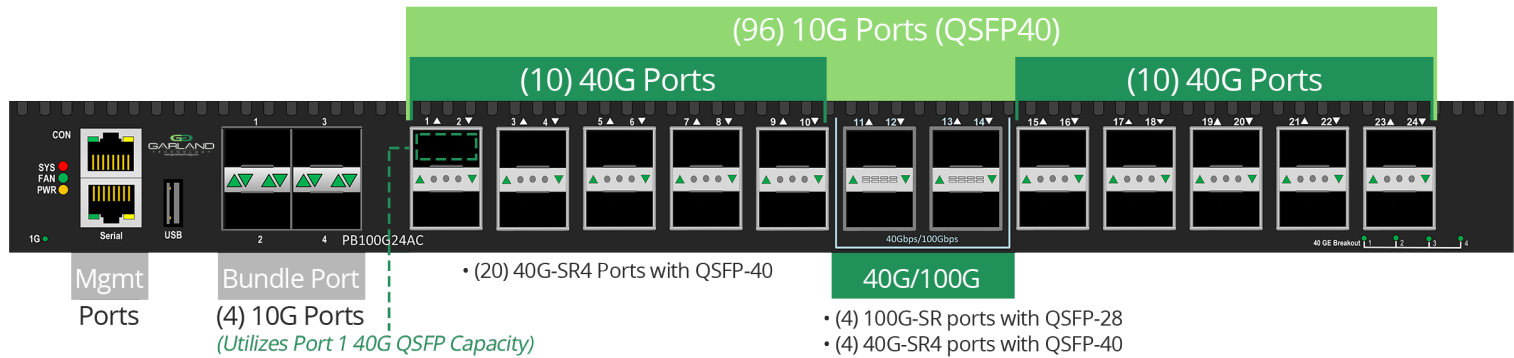 (96) 10G Ports (QSFP40)
(10) 40G Ports
(10) 40G Ports
CON
SYS
FAN
PWR
1G
Serial
GARLAND
USB
1 3
2 4
PB100G24AC
1▲ 2▼
3▲ 4▼
5▲ 6▼
7▲ 8▼
9▲ 10▼
11▲ 12▼
13▲ 14▼
15▲ 16▼
17▲ 18▼
19▲ 20▼
21▲ 22▼
23▲ 24▼
40Gbps/100Gbps
40 GE Breakout 1 2 3 4
Mgmt
Ports
Bundle Port
(4) 10G Ports
(Utilizes Port 1 40G QSFP Capacity)
• (20) 40G-SR4 Ports with QSFP-40
40G/100G
• (4) 100G-SR ports with QSFP-28
• (4) 40G-SR4 ports with QSFP-40